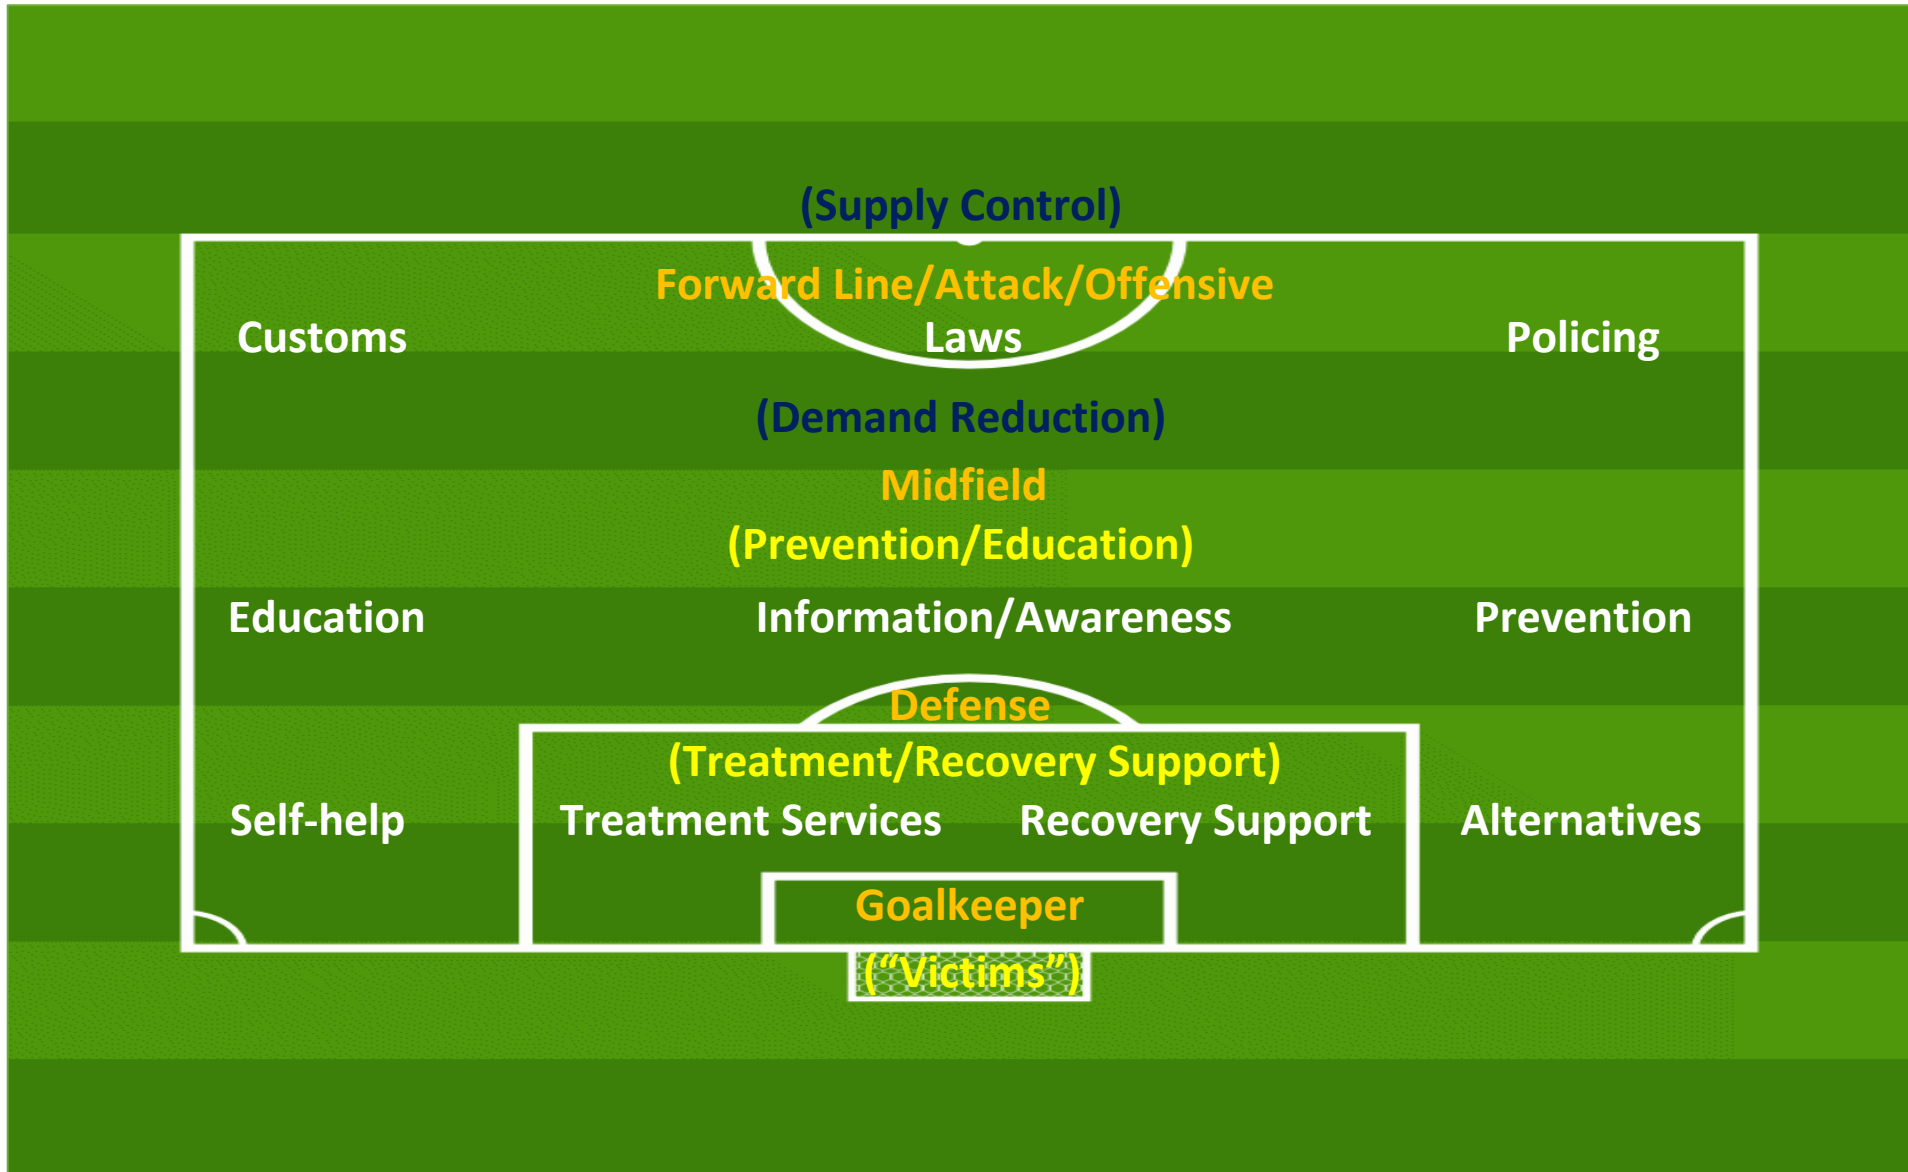 (Supply Control)
Forward Line/Attack/Offensive
Customs Laws Policing
(Demand Reduction)
Midfield
(Prevention/Education)
Education Information/Awareness Prevention
Defense
(Treatment/Recovery Support)
Self-help Treatment Services Recovery Support Alternatives
Goalkeeper
(“Victims”)